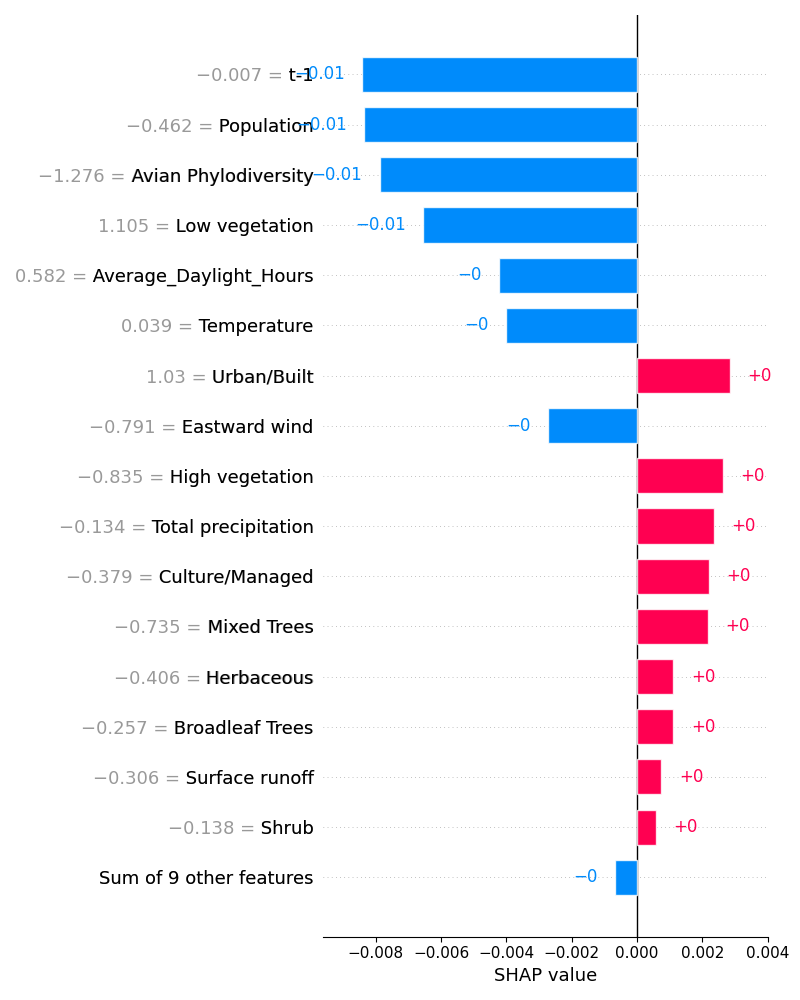 −0.007 = t-1 −0.01
−0.462 = Population −0.01
−1.276 = Avian Phylodiversity −0.01
1.105 = Low vegetation −0.01
0.582 = Average_Daylight_Hours −0
0.039 = Temperature −0
1.03 = Urban/Built +0
−0.791 = Eastward wind −0
−0.835 = High vegetation +0
−0.134 = Total precipitation +0
−0.379 = Culture/Managed +0
−0.735 = Mixed Trees +0
−0.406 = Herbaceous +0
−0.257 = Broadleaf Trees +0
−0.306 = Surface runoff +0
−0.138 = Shrub +0
Sum of 9 other features −0
−0.008 −0.006 −0.004 −0.002 0.000 0.002 0.004
SHAP value